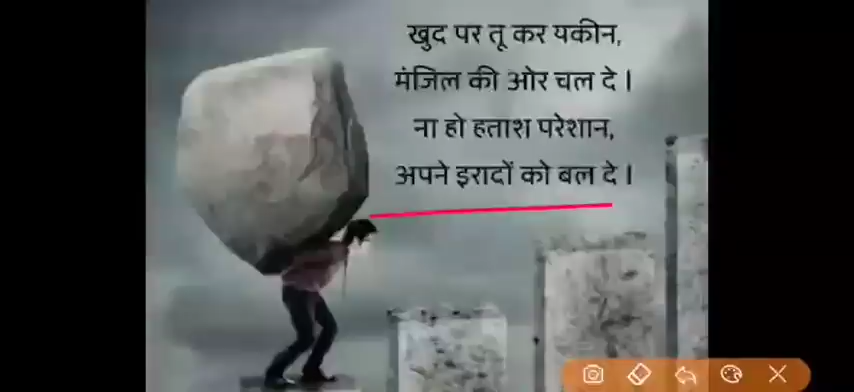 खुद पर तू कर यकीन,
मंजिल की ओर चल दे ।
ना हो हताश परेशान,
अपने इरादों को बल दे ।